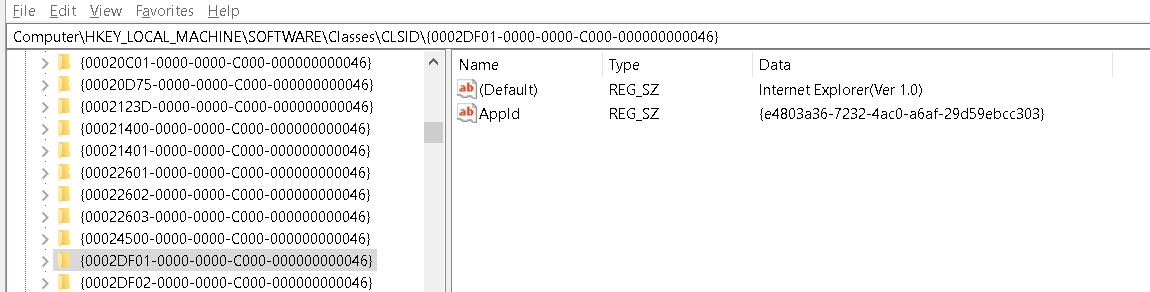 File Edit View Favorites Help
Computer\HKEY_LOCAL_MACHINE\SOFTWARE\Classes\CLSID\{0002DF01-0000-0000-C000-000000000046}
{00020C01-0000-0000-C000-000000000046}
{00020D75-0000-0000-C000-000000000046}
{0002123D-0000-0000-C000-000000000046}
{00021400-0000-0000-C000-000000000046}
{00021401-0000-0000-C000-000000000046}
{00022601-0000-0000-C000-000000000046}
{00022602-0000-0000-C000-000000000046}
{00022603-0000-0000-C000-000000000046}
{00024500-0000-0000-C000-000000000046}
{0002DF01-0000-0000-C000-000000000046}
{0002DF02-0000-0000-C000-000000000046}
Name Type Data
ab (Default) REG_SZ Internet Explorer(Ver 1.0)
ab AppId REG_SZ {e4803a36-7232-4ac0-a6af-29d59ebcc303}